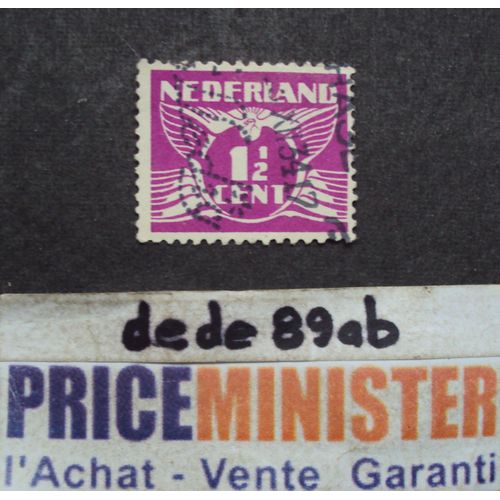 NEDERLAND
1½
CENT
dede 89ab
PRICEMINISTER
l'Achat - Vente Garanti